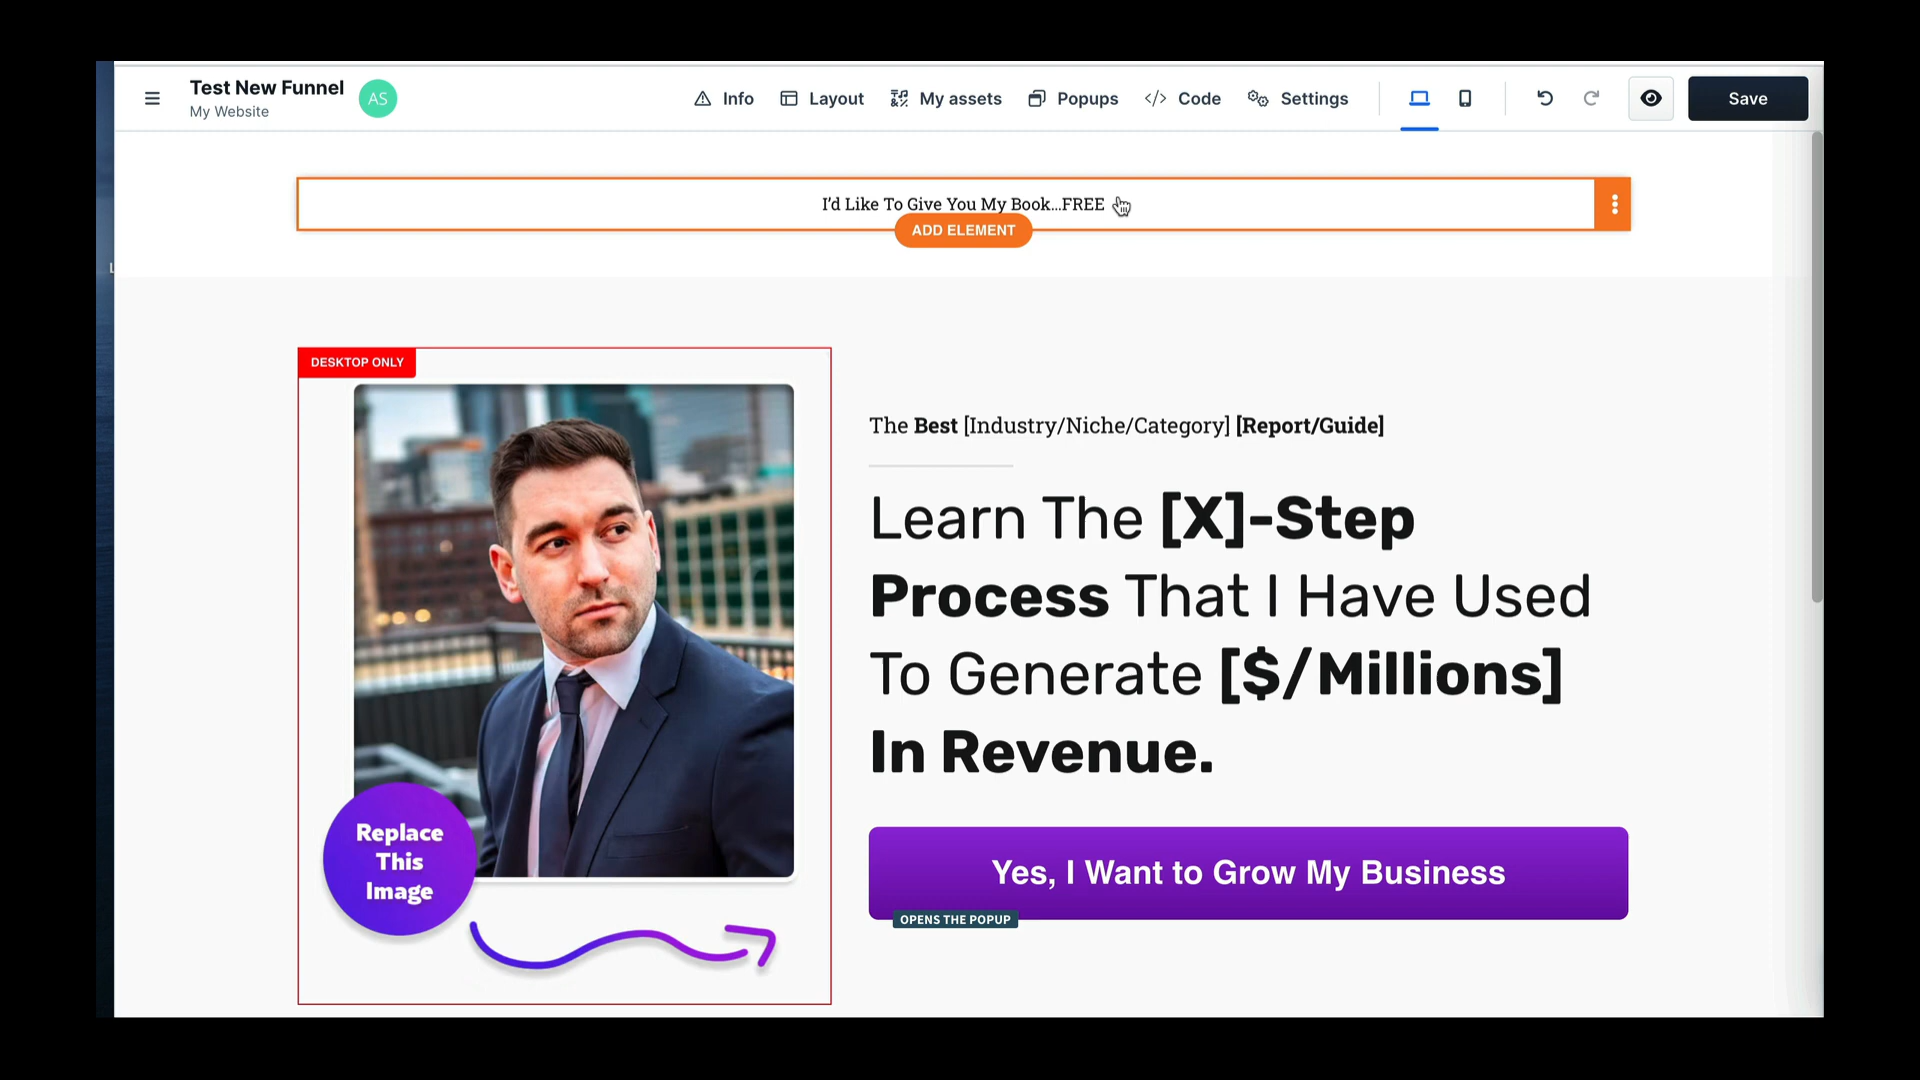 Test New Funnel
My Website
AS
Info
Layout
My assets
Popups
Code
Settings
Save
I'd Like To Give You My Book...FREE
ADD ELEMENT
L
DESKTOP ONLY
The Best [Industry/Niche/Category] [Report/Guide]
Learn The [X]-Step
Process That I Have Used
To Generate [$/Millions]
In Revenue.
Replace
This
Image
Yes, I Want to Grow My Business
OPENS THE POPUP